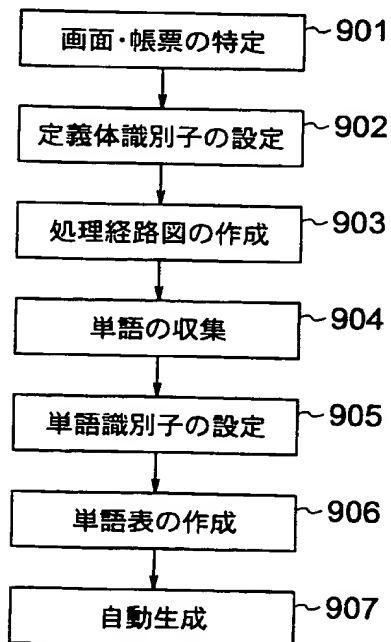 画面・帳票の特定 901
定義体識別子の設定 902
処理経路図の作成 903
単語の収集 904
単語識別子の設定 905
単語表の作成 906
自動生成 907